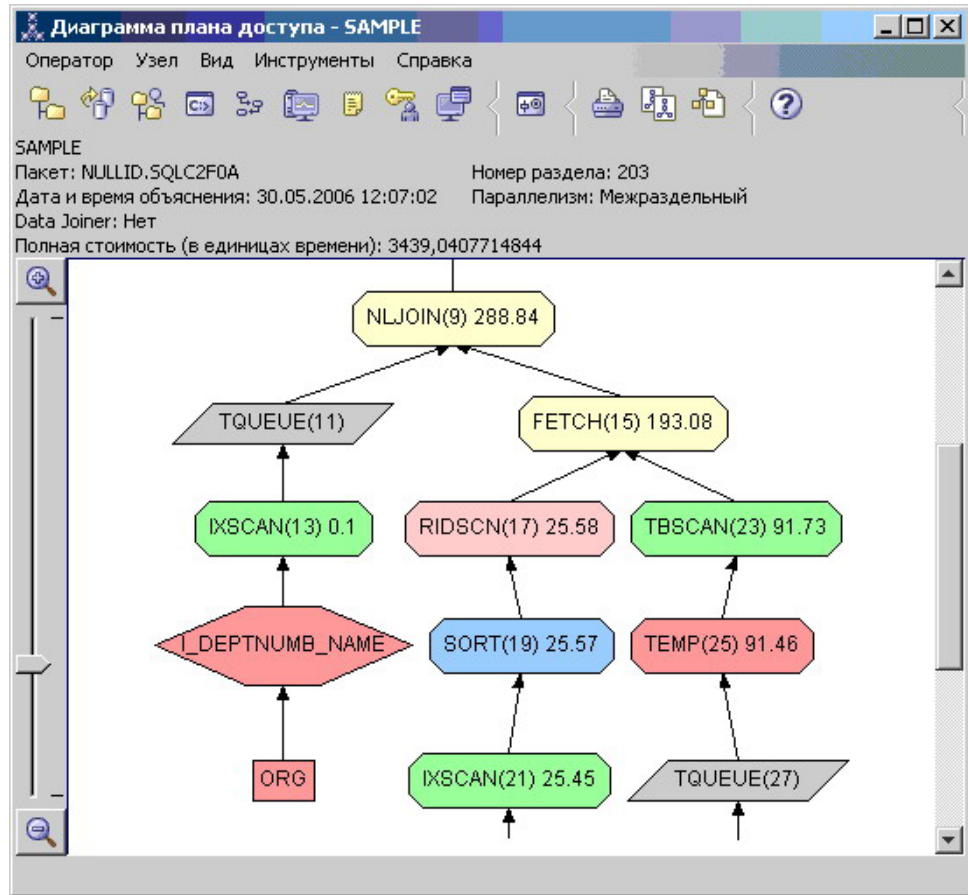 Диаграмма плана доступа - SAMPLE
Оператор Узел Вид Инструменты Справка
SAMPLE
Пакет: NULLID.SQLC2F0A Номер раздела: 203
Дата и время объяснения: 30.05.2006 12:07:02 Параллелизм: Межраздельный
Data Joiner: Нет
Полная стоимость (в единицах времени): 3439,0407714844
NLJOIN(9) 288.84
TQUEUE(11) FETCH(15) 193.08
IXSCAN(13) 0.1 RIDSCN(17) 25.58 TBSCAN(23) 91.73
I_DEPTNUMB_NAME SORT(19) 25.57 TEMP(25) 91.46
ORG IXSCAN(21) 25.45 TQUEUE(27)